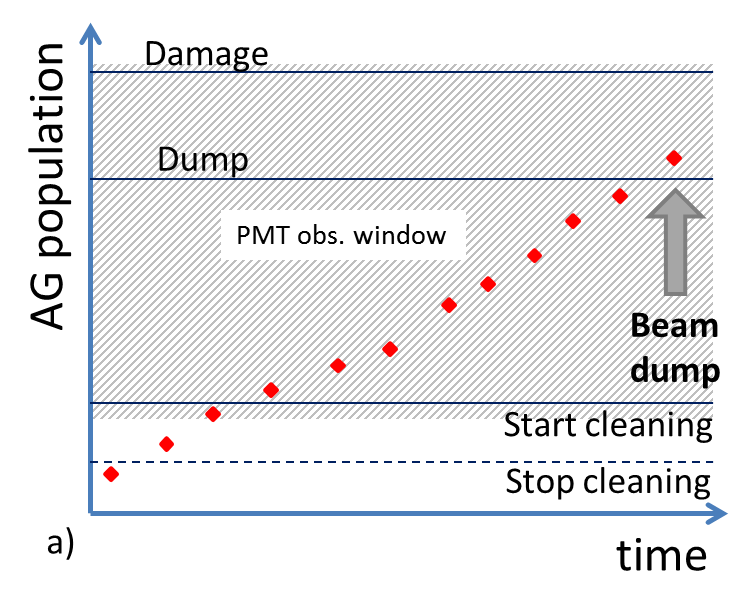 Damage
Dump
AG population
PMT obs. window
Beam
dump
Start cleaning
Stop cleaning
a)
time